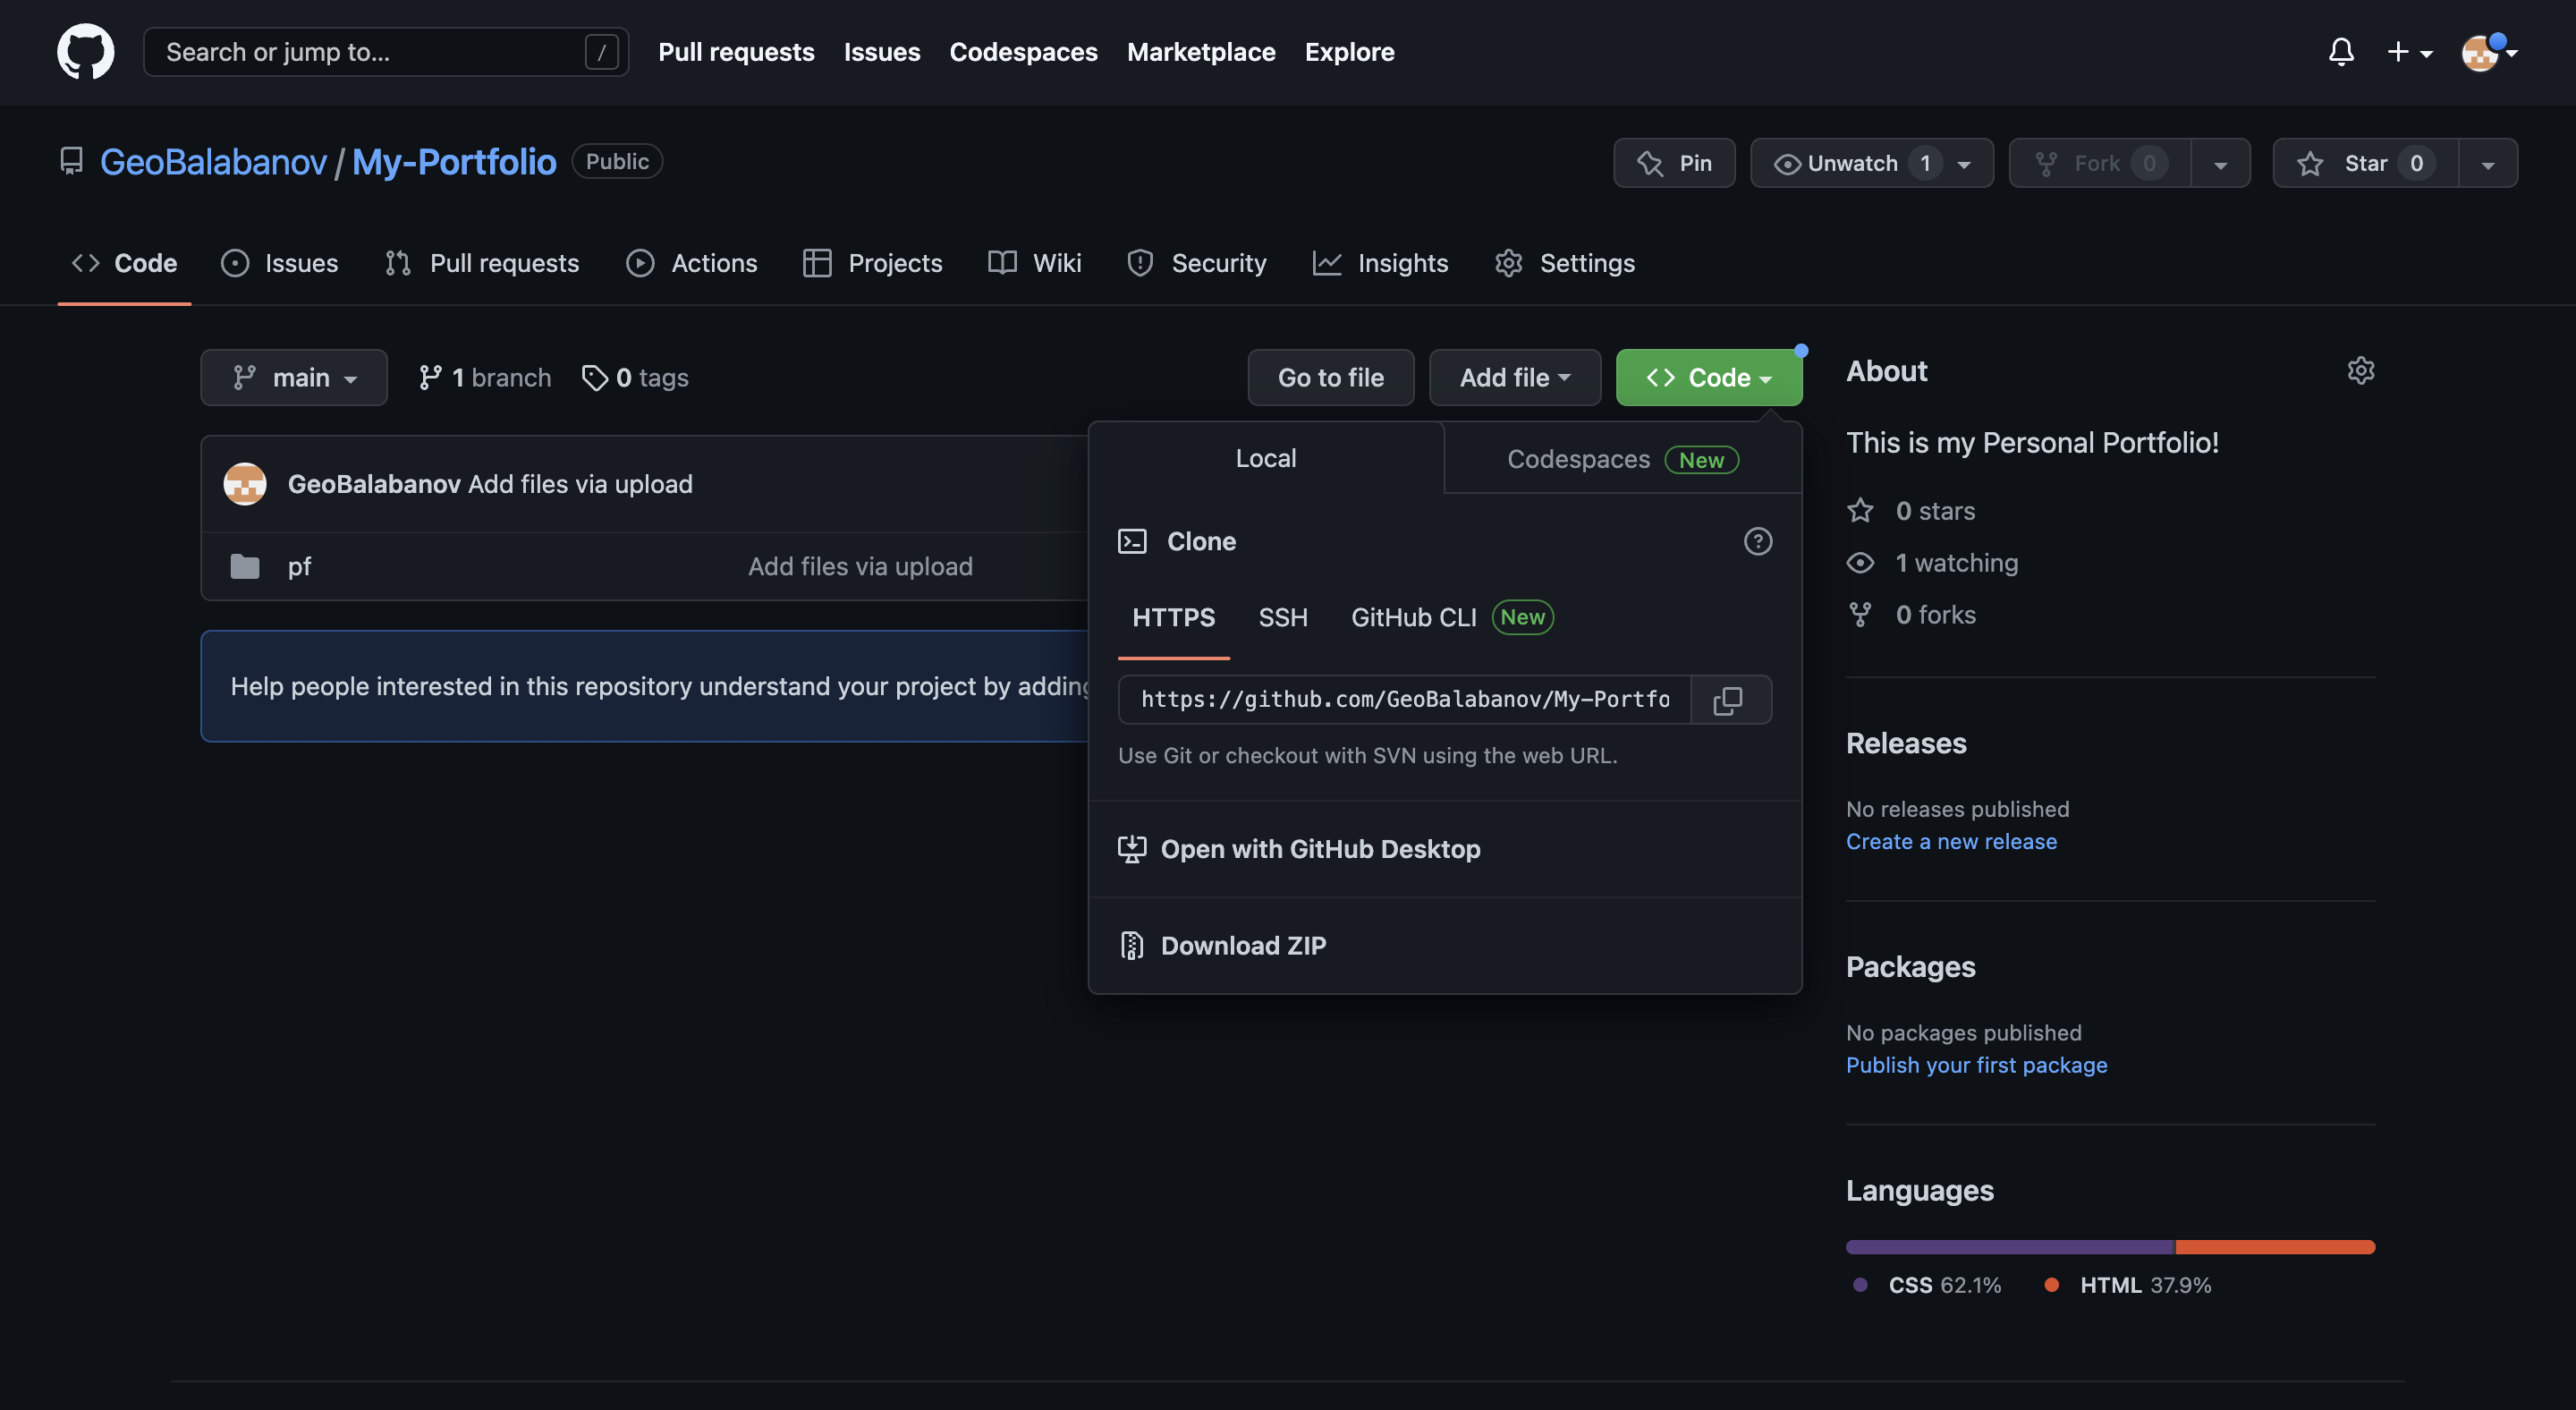 Search or jump to... /
Pull requests Issues Codespaces Marketplace Explore
GeoBalabanov / My-Portfolio Public
Pin Unwatch 1 Fork 0 Star 0
Code Issues Pull requests Actions Projects Wiki Security Insights Settings
main 1 branch 0 tags Go to file Add file Code
GeoBalabanov Add files via upload
pf Add files via upload
Help people interested in this repository understand your project by adding
Local Codespaces New
Clone
HTTPS SSH GitHub CLI New
https://github.com/GeoBalabanov/My-Portfo
Use Git or checkout with SVN using the web URL.
Open with GitHub Desktop
Download ZIP
About
This is my Personal Portfolio!
0 stars
1 watching
0 forks
Releases
No releases published
Create a new release
Packages
No packages published
Publish your first package
Languages
CSS 62.1% HTML 37.9%